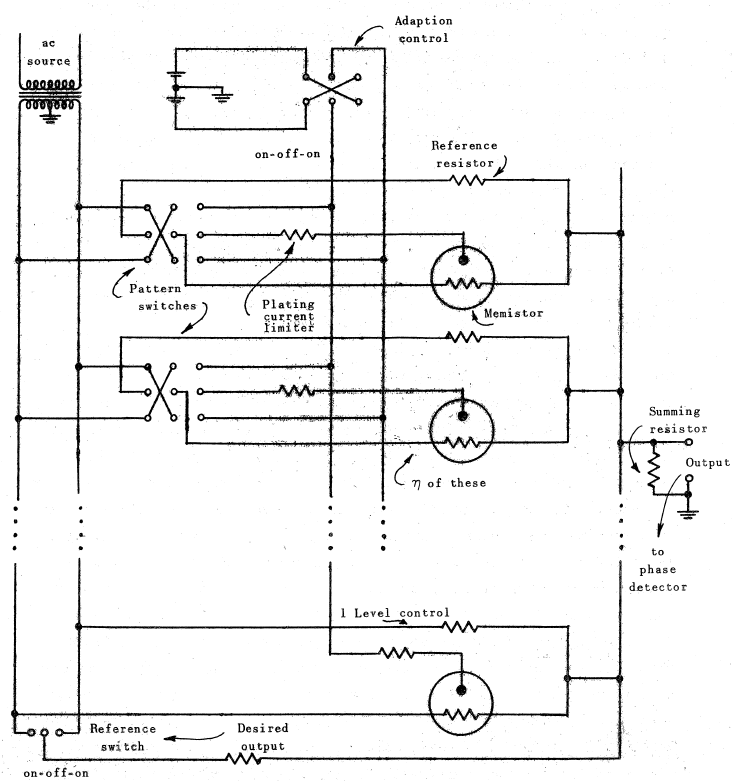 ac
source
Adaption
control
on-off-on
Reference
resistor
Pattern
switches
Plating
current
limiter
Memistor
η of these
Summing
resistor
Output
to
phase
detector
1 Level control
Reference
switch
Desired
output
on-off-on